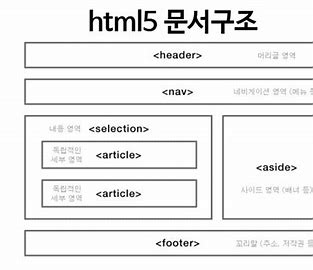 html5 문서구조
<header> 머리글 영역
<nav> 네비게이션 영역 (메뉴 등
내용 영역 <selection>
독립적인
세부 영역 <article>
독립적인
세부 영역 <article>
<aside>
사이드 영역 (배너 등)
<footer> 꼬리말 (주소, 저작권 등